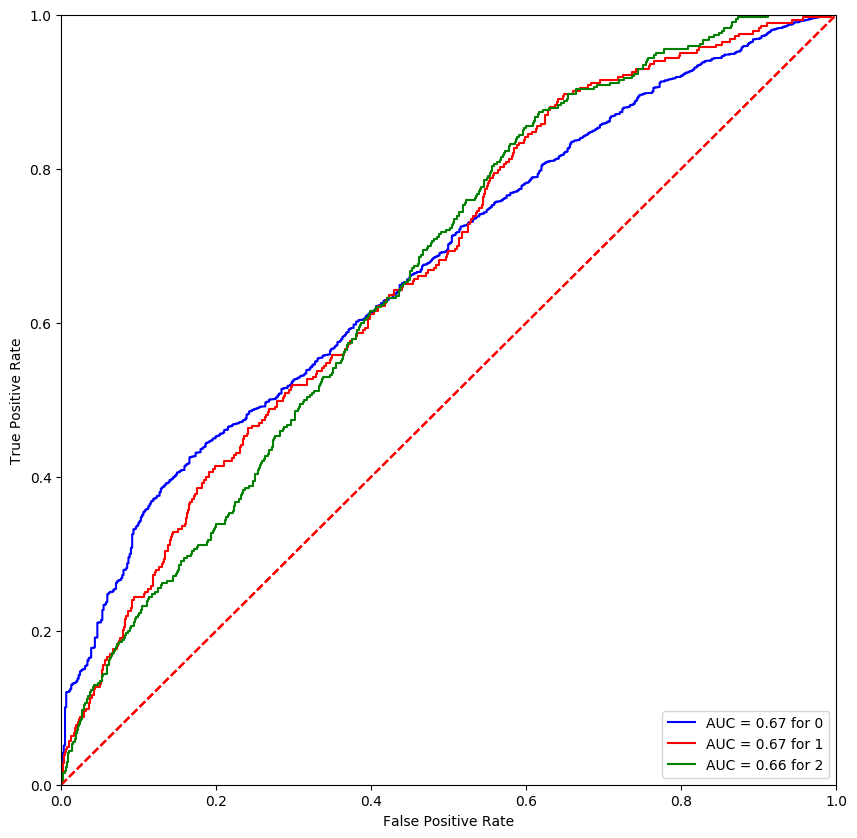 1.0
0.8
0.6
0.4
0.2
0.0
True Positive Rate
0.0 0.2 0.4 0.6 0.8 1.0
False Positive Rate
AUC = 0.67 for 0
AUC = 0.67 for 1
AUC = 0.66 for 2